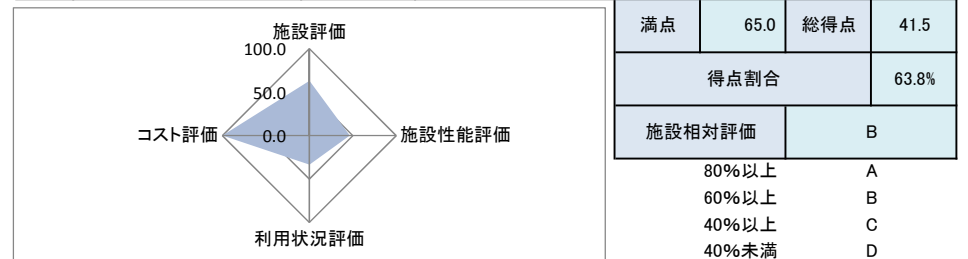 施設評価
100.0
50.0
0.0
コスト評価
施設性能評価
利用状況評価
満点 65.0 総得点 41.5
得点割合 63.8%
施設相対評価 B
80%以上 A
60%以上 B
40%以上 C
40%未満 D